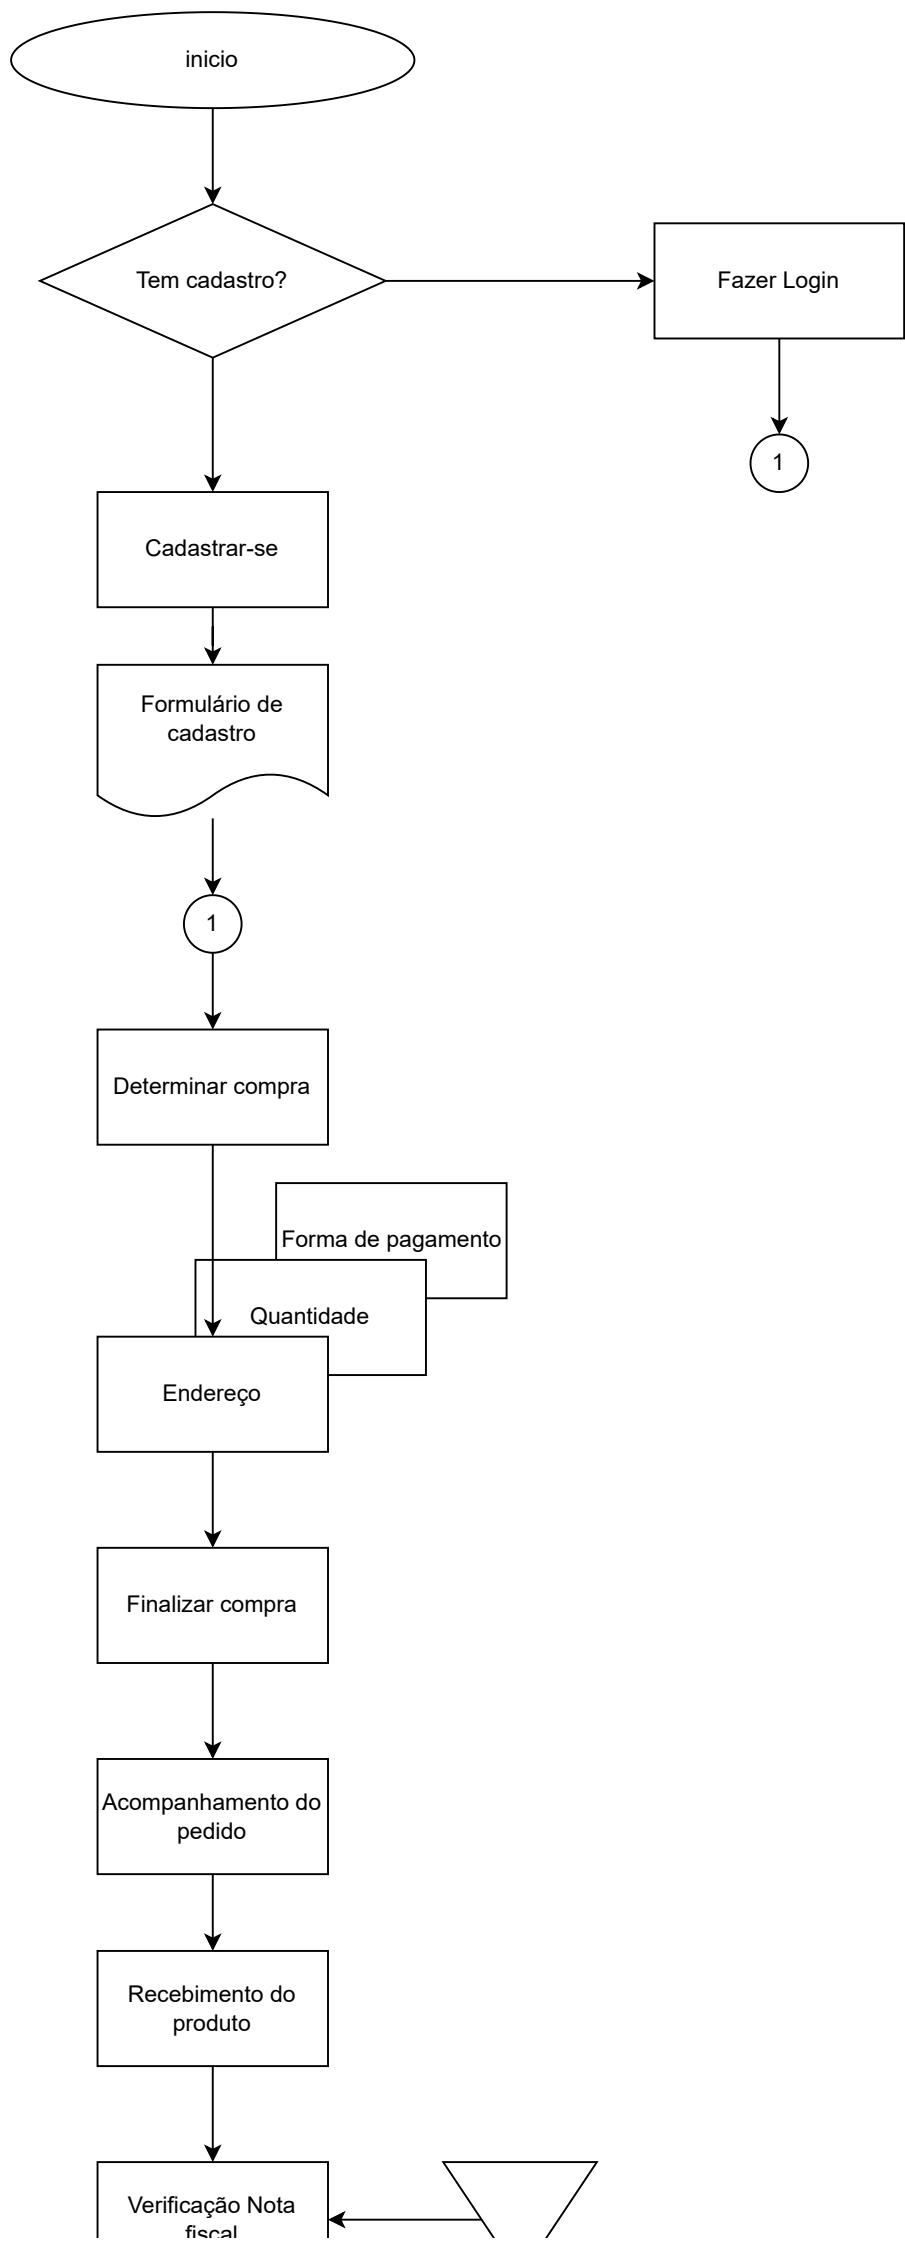 inicio
Tem cadastro?
Fazer Login
1
Cadastrar-se
Formulário de
cadastro
1
Determinar compra
Forma de pagamento
Quantidade
Endereço
Finalizar compra
Acompanhamento do
pedido
Recebimento do
produto
Verificação Nota
fiscal